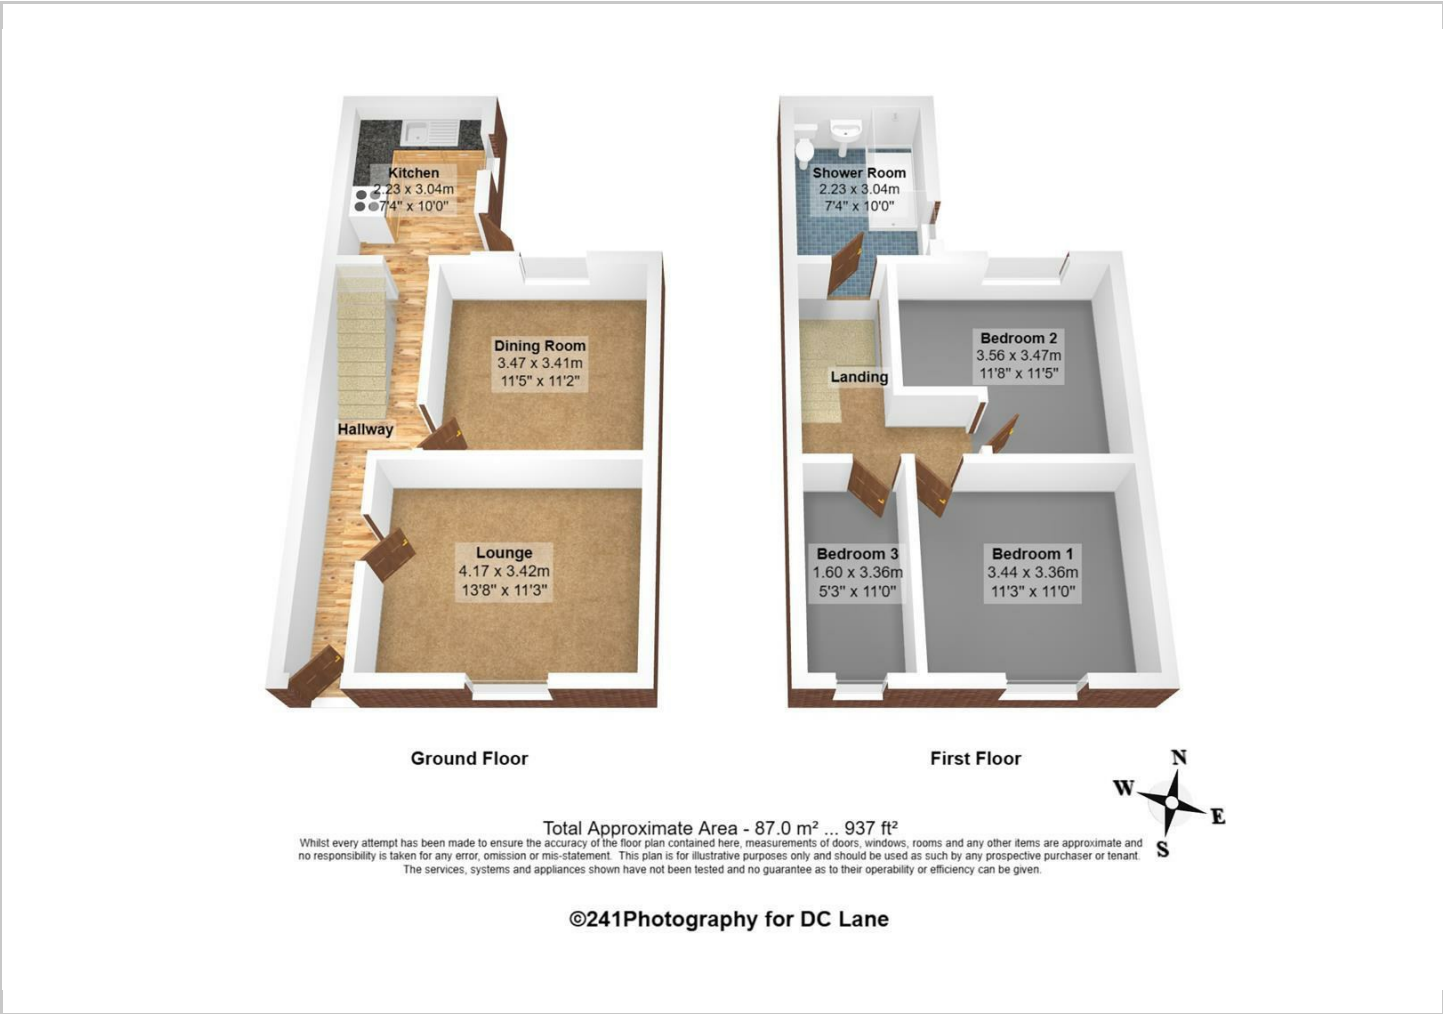 Kitchen
2.23 x 3.04m
7'4" x 10'0"
Dining Room
3.47 x 3.41m
11'5" x 11'2"
Hallway
Lounge
4.17 x 3.42m
13'8" x 11'3"
Shower Room
2.23 x 3.04m
7'4" x 10'0"
Bedroom 2
3.56 x 3.47m
11'8" x 11'5"
Landing
Bedroom 3
1.60 x 3.36m
5'3" x 11'0"
Bedroom 1
3.44 x 3.36m
11'3" x 11'0"
Ground Floor
First Floor
N
W
E
S
Total Approximate Area - 87.0 m² ... 937 ft²
Whilst every attempt has been made to ensure the accuracy of the floor plan contained here, measurements of doors, windows, rooms and any other items are approximate and
no responsibility is taken for any error, omission or mis-statement. This plan is for illustrative purposes only and should be used as such by any prospective purchaser or tenant.
The services, systems and appliances shown have not been tested and no guarantee as to their operability or efficiency can be given.
©241Photography for DC Lane